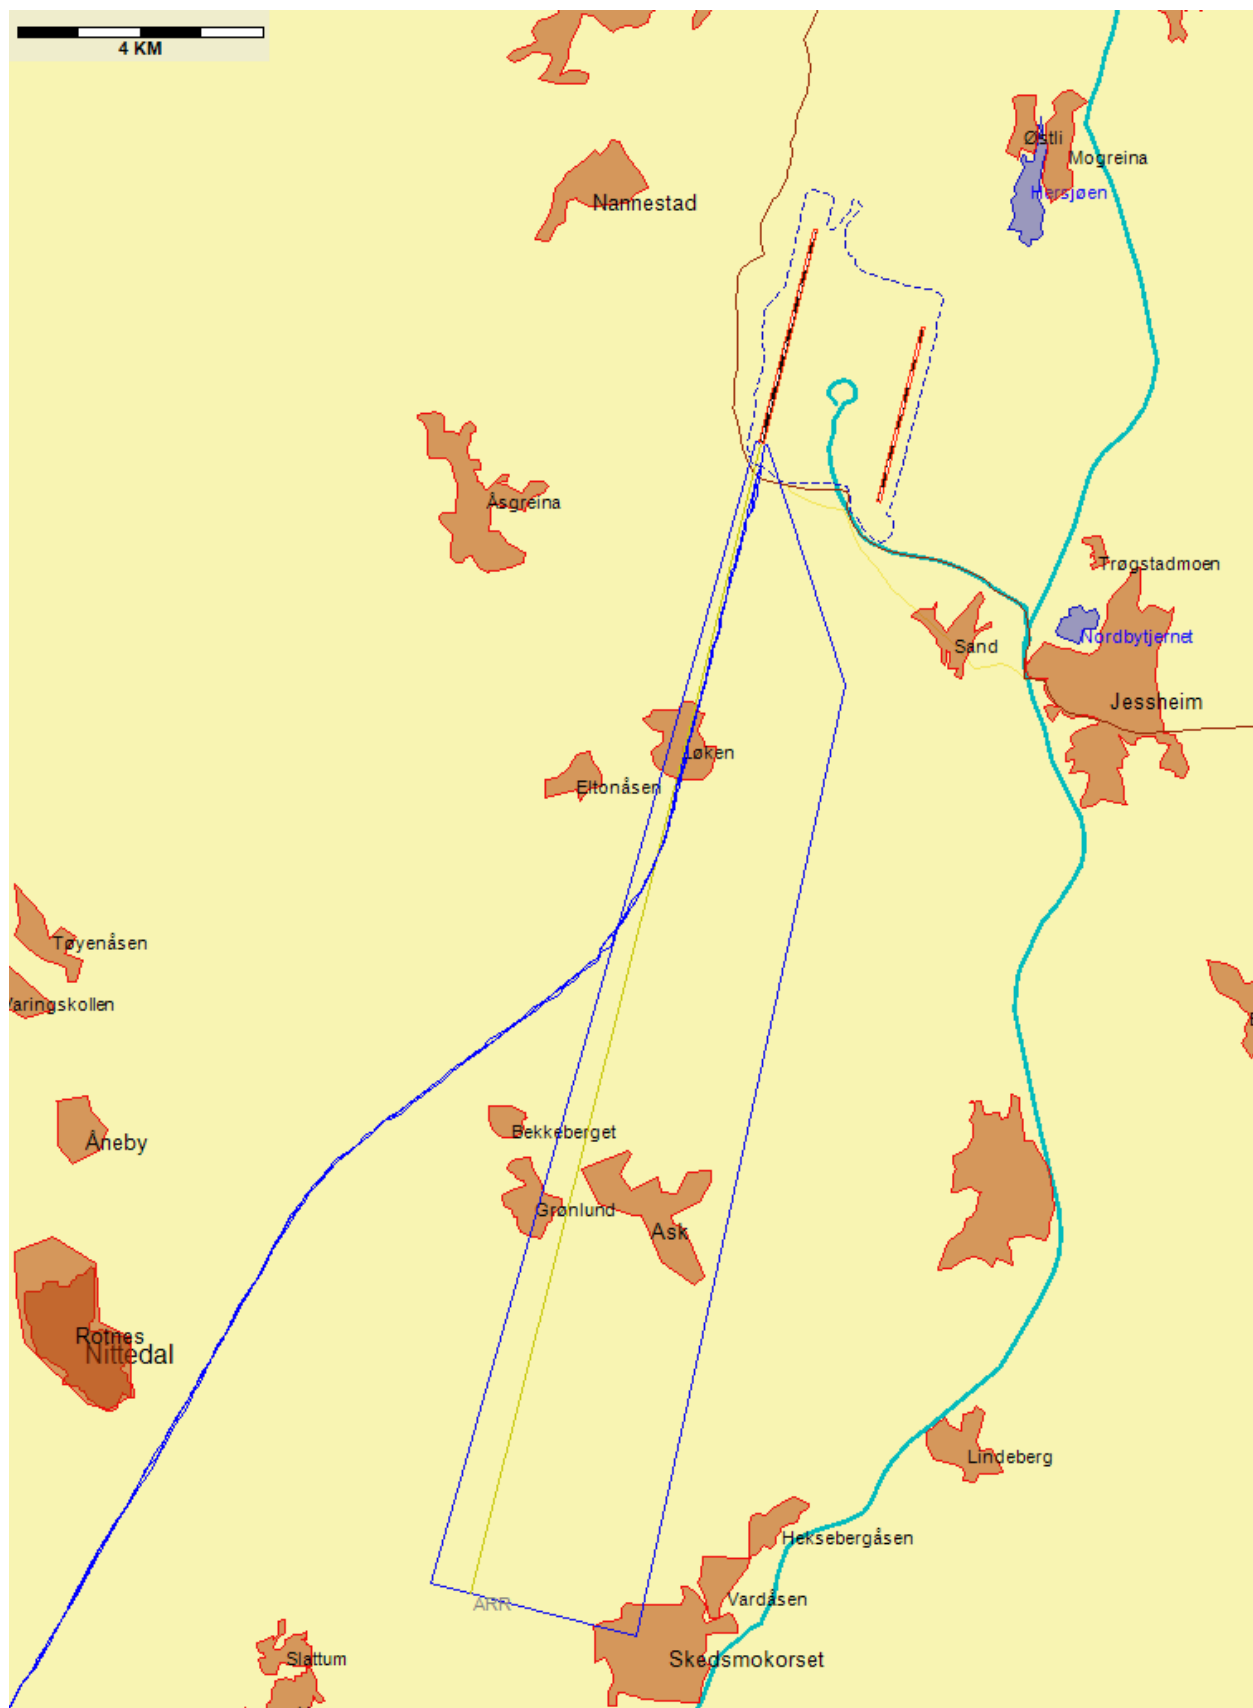 4 KM
Østli
Mogreina
Hersjøen
Nannestad
Åsgreina
Trøgstadmoen
Nordbytjernet
Sand
Jessheim
Løken
Eltonåsen
Tøyenåsen
Varingskollen
Bekkeberget
Åneby
Grønlund
Ask
Rotnes
Nittedal
Lindeberg
Heksebergåsen
Vardåsen
ARR
Slattum
Skedsmokorset